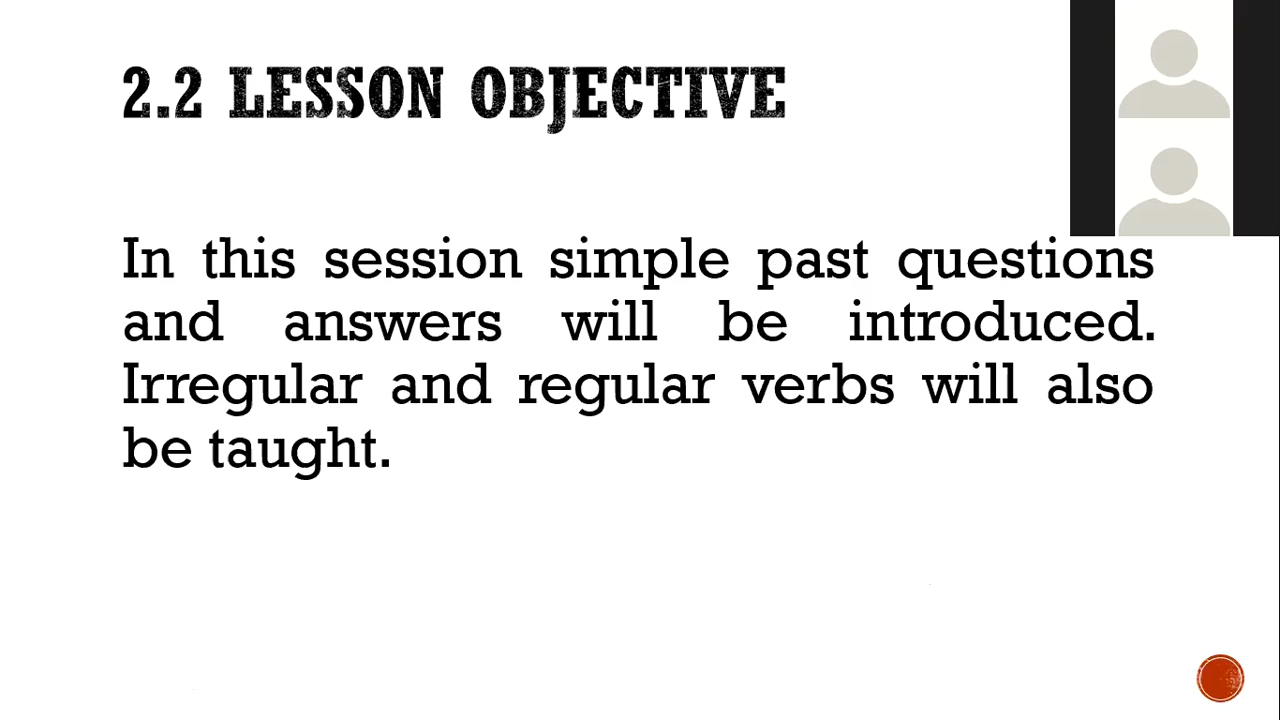 2.2 LESSON OBJECTIVE
In this session simple past questions
and answers will be introduced.
Irregular and regular verbs will also
be taught.